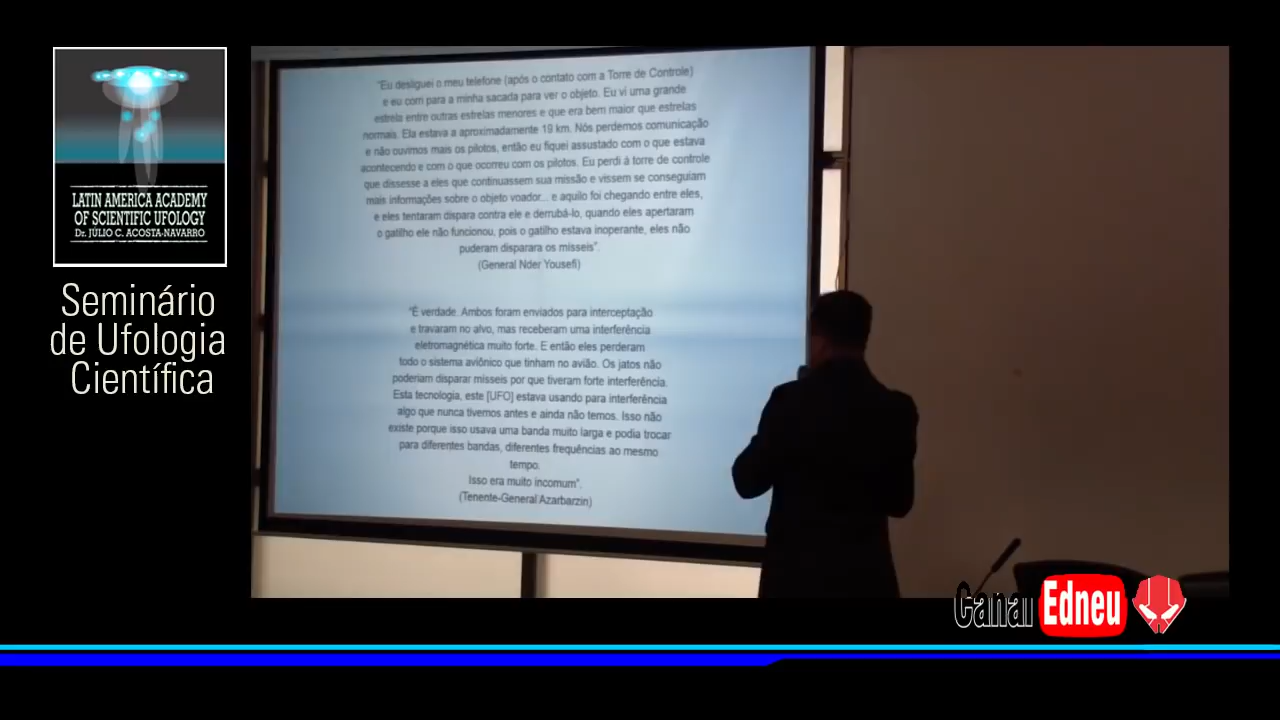 LATIN AMERICA ACADEMY
OF SCIENTIFIC UFOLOGY
Dr. JÚLIO C. ACOSTA-NAVARRO
Seminário
de Ufologia
Científica
"Eu desliguei o meu telefone (após o contato com a Torre de Controle)
e eu corri para a minha sacada para ver o objeto. Eu vi uma grande
estrela entre outras estrelas menores e que era bem maior que estrelas
normais. Ela estava a aproximadamente 19 km. Nós perdemos comunicação
e não ouvimos mais os pilotos, então eu fiquei assustado com o que estava
acontecendo e com o que ocorreu com os pilotos. Eu perdi à torre de controle
que dissesse a eles que continuassem sua missão e vissem se conseguiam
mais informações sobre o objeto voador... e aquilo foi chegando entre eles,
e eles tentaram dispara contra ele e derrubá-lo, quando eles apertaram
o gatilho ele não funcionou, pois o gatilho estava inoperante, eles não
puderam disparara os misseis".
(General Nder Yousefi)
"É verdade. Ambos foram enviados para interceptação
e travaram no alvo, mas receberam uma interferência
eletromagnética muito forte. E então eles perderam
todo o sistema aviônico que tinham no avião. Os jatos não
poderiam disparar misseis por que tiveram forte interferência.
Esta tecnologia, este [UFO] estava usando para interferência
algo que nunca tivemos antes e ainda não temos. Isso não
existe porque isso usava uma banda muito larga e podia trocar
para diferentes bandas, diferentes frequências ao mesmo
tempo.
Isso era muito incomum".
(Tenente-General Azarbarzin)
Canal Edneu